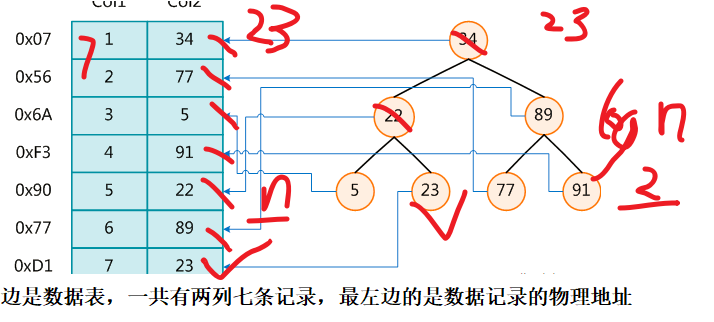 Col1 Col2
0x07 1 34 23 34 23
0x56 7 2 77
0x6A 3 5 22 89 n
0xF3 4 91
0x90 5 22 n 5 23 77 91 2
0x77 6 89
0xD1 7 23
边是数据表，一共有两列七条记录，最左边的是数据记录的物理地址